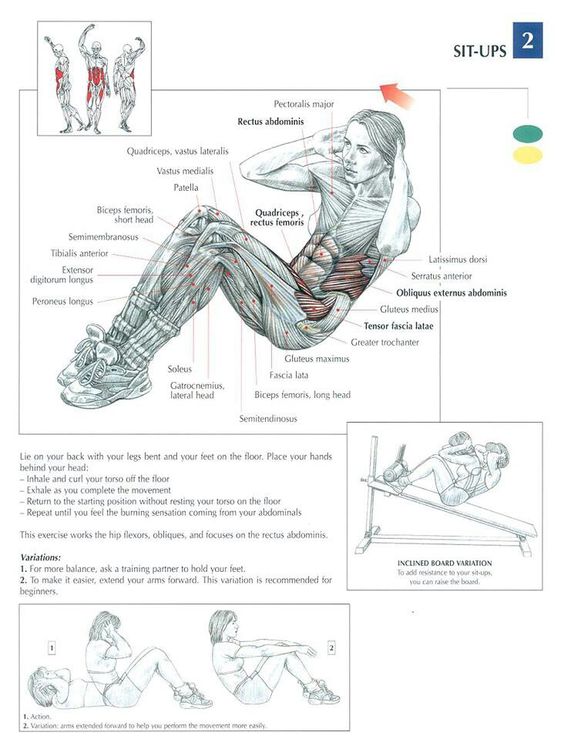 SIT-UPS 2
Pectoralis major
Rectus abdominis
Quadriceps, vastus lateralis
Vastus medialis
Patella
Biceps femoris,
short head
Quadriceps ,
rectus femoris
Semimembranosus
Tibialis anterior
Extensor
digitorum longus
Peroneus longus
Latissimus dorsi
Serratus anterior
Obliquus externus abdominis
Gluteus medius
Tensor fascia latae
Greater trochanter
Gluteus maximus
Soleus
Fascia lata
Gatrocnemius,
lateral head
Biceps femoris, long head
Semitendinosus
Lie on your back with your legs bent and your feet on the floor. Place your hands
behind your head:
– Inhale and curl your torso off the floor
– Exhale as you complete the movement
– Return to the starting position without resting your torso on the floor
– Repeat until you feel the burning sensation coming from your abdominals
This exercise works the hip flexors, obliques, and focuses on the rectus abdominis.
Variations:
1. For more balance, ask a training partner to hold your feet.
2. To make it easier, extend your arms forward. This variation is recommended for
beginners.
INCLINED BOARD VARIATION
To add resistance to your sit-ups,
you can raise the board.
1
2
1. Action.
2. Variation: arms extended forward to help you perform the movement more easily.